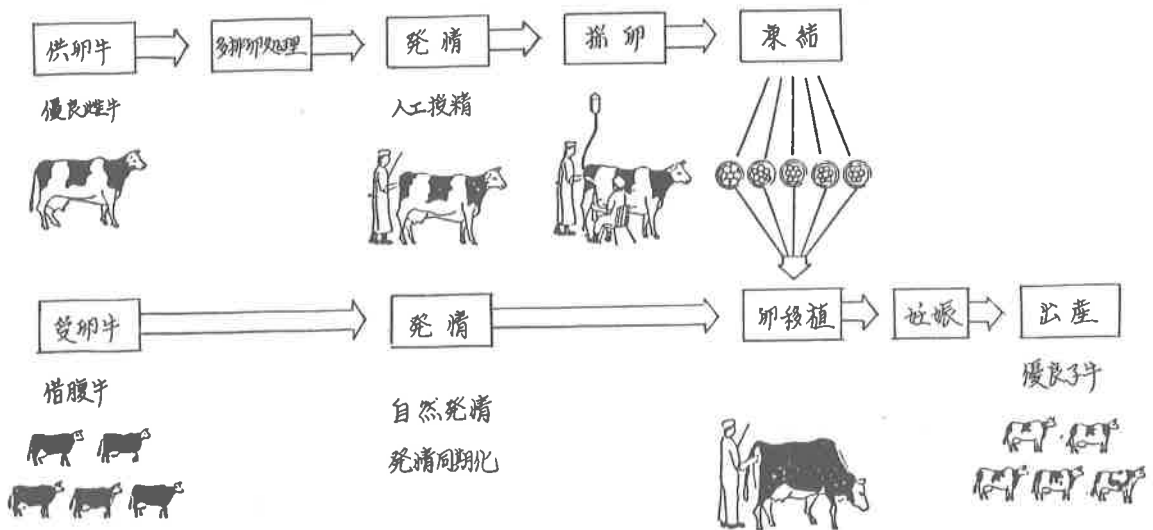 供卵牛
多排卵処理
発情
採卵
凍結
優良雌牛
人工授精
受卵牛
発情
卵移植
妊娠
出産
借腹牛
自然発情
発情同期化
優良子牛